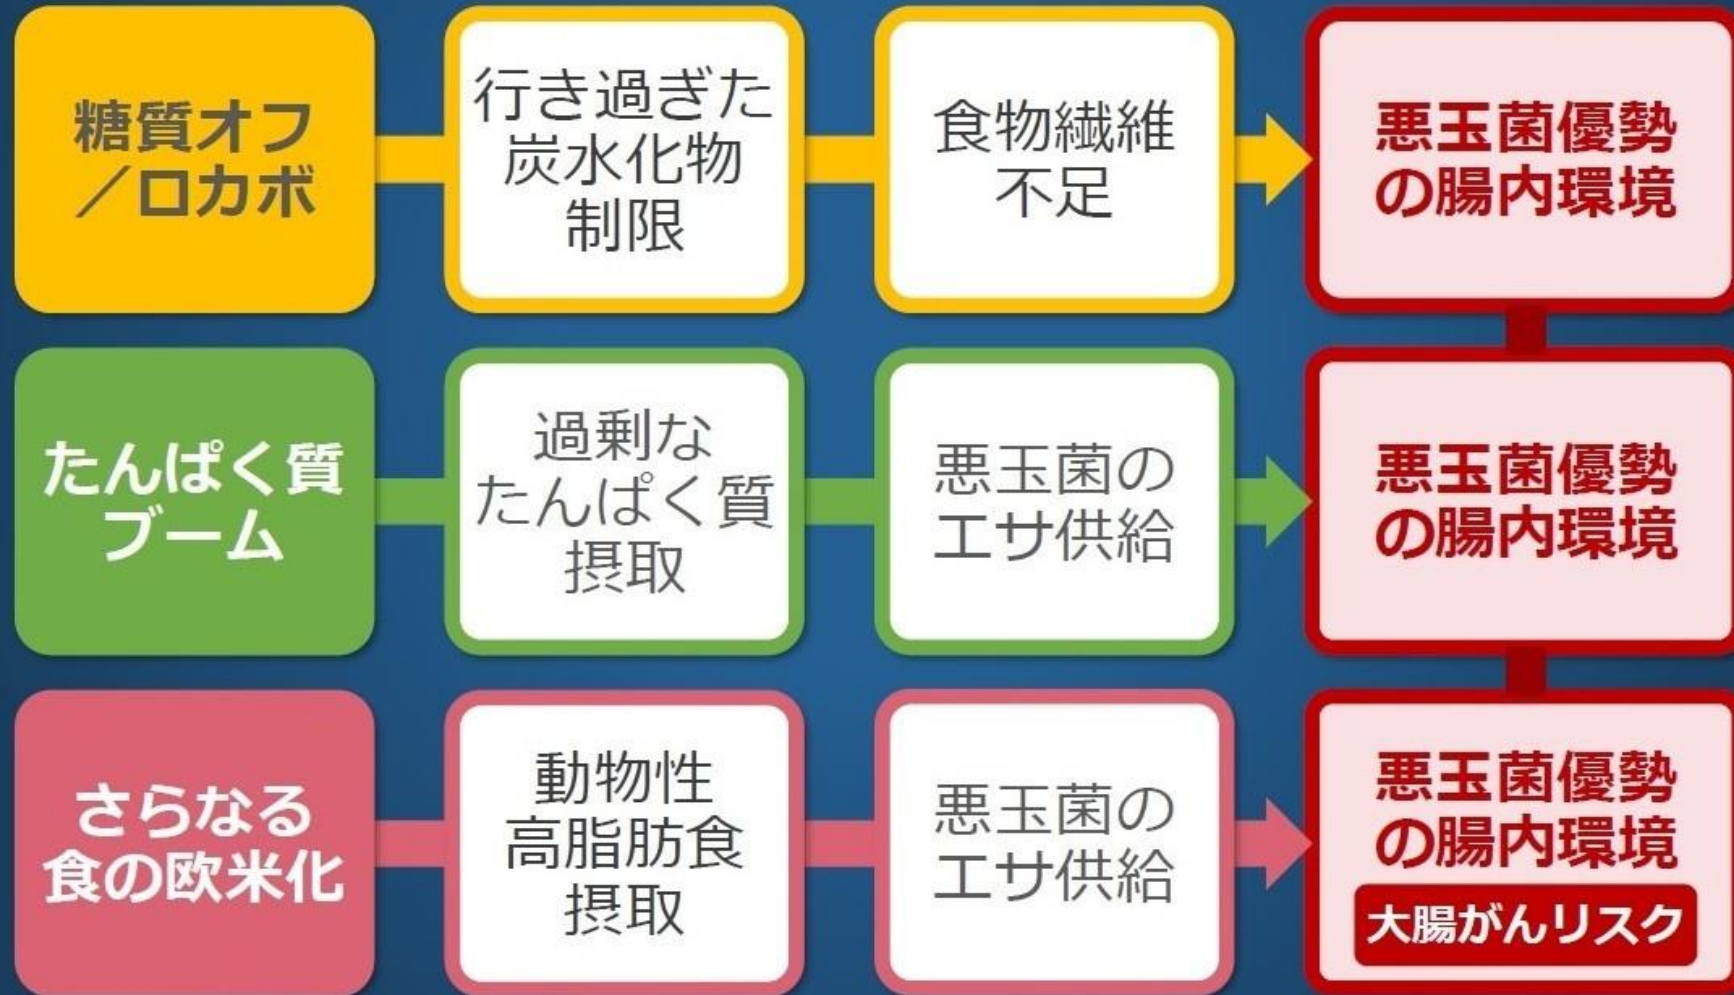 糖質オフ
／ロカボ
行き過ぎた
炭水化物
制限
食物繊維
不足
悪玉菌優勢
の腸内環境
たんぱく質
ブーム
過剰な
たんぱく質
摂取
悪玉菌の
エサ供給
悪玉菌優勢
の腸内環境
さらなる
食の欧米化
動物性
高脂肪食
摂取
悪玉菌の
エサ供給
悪玉菌優勢
の腸内環境
大腸がんリスク